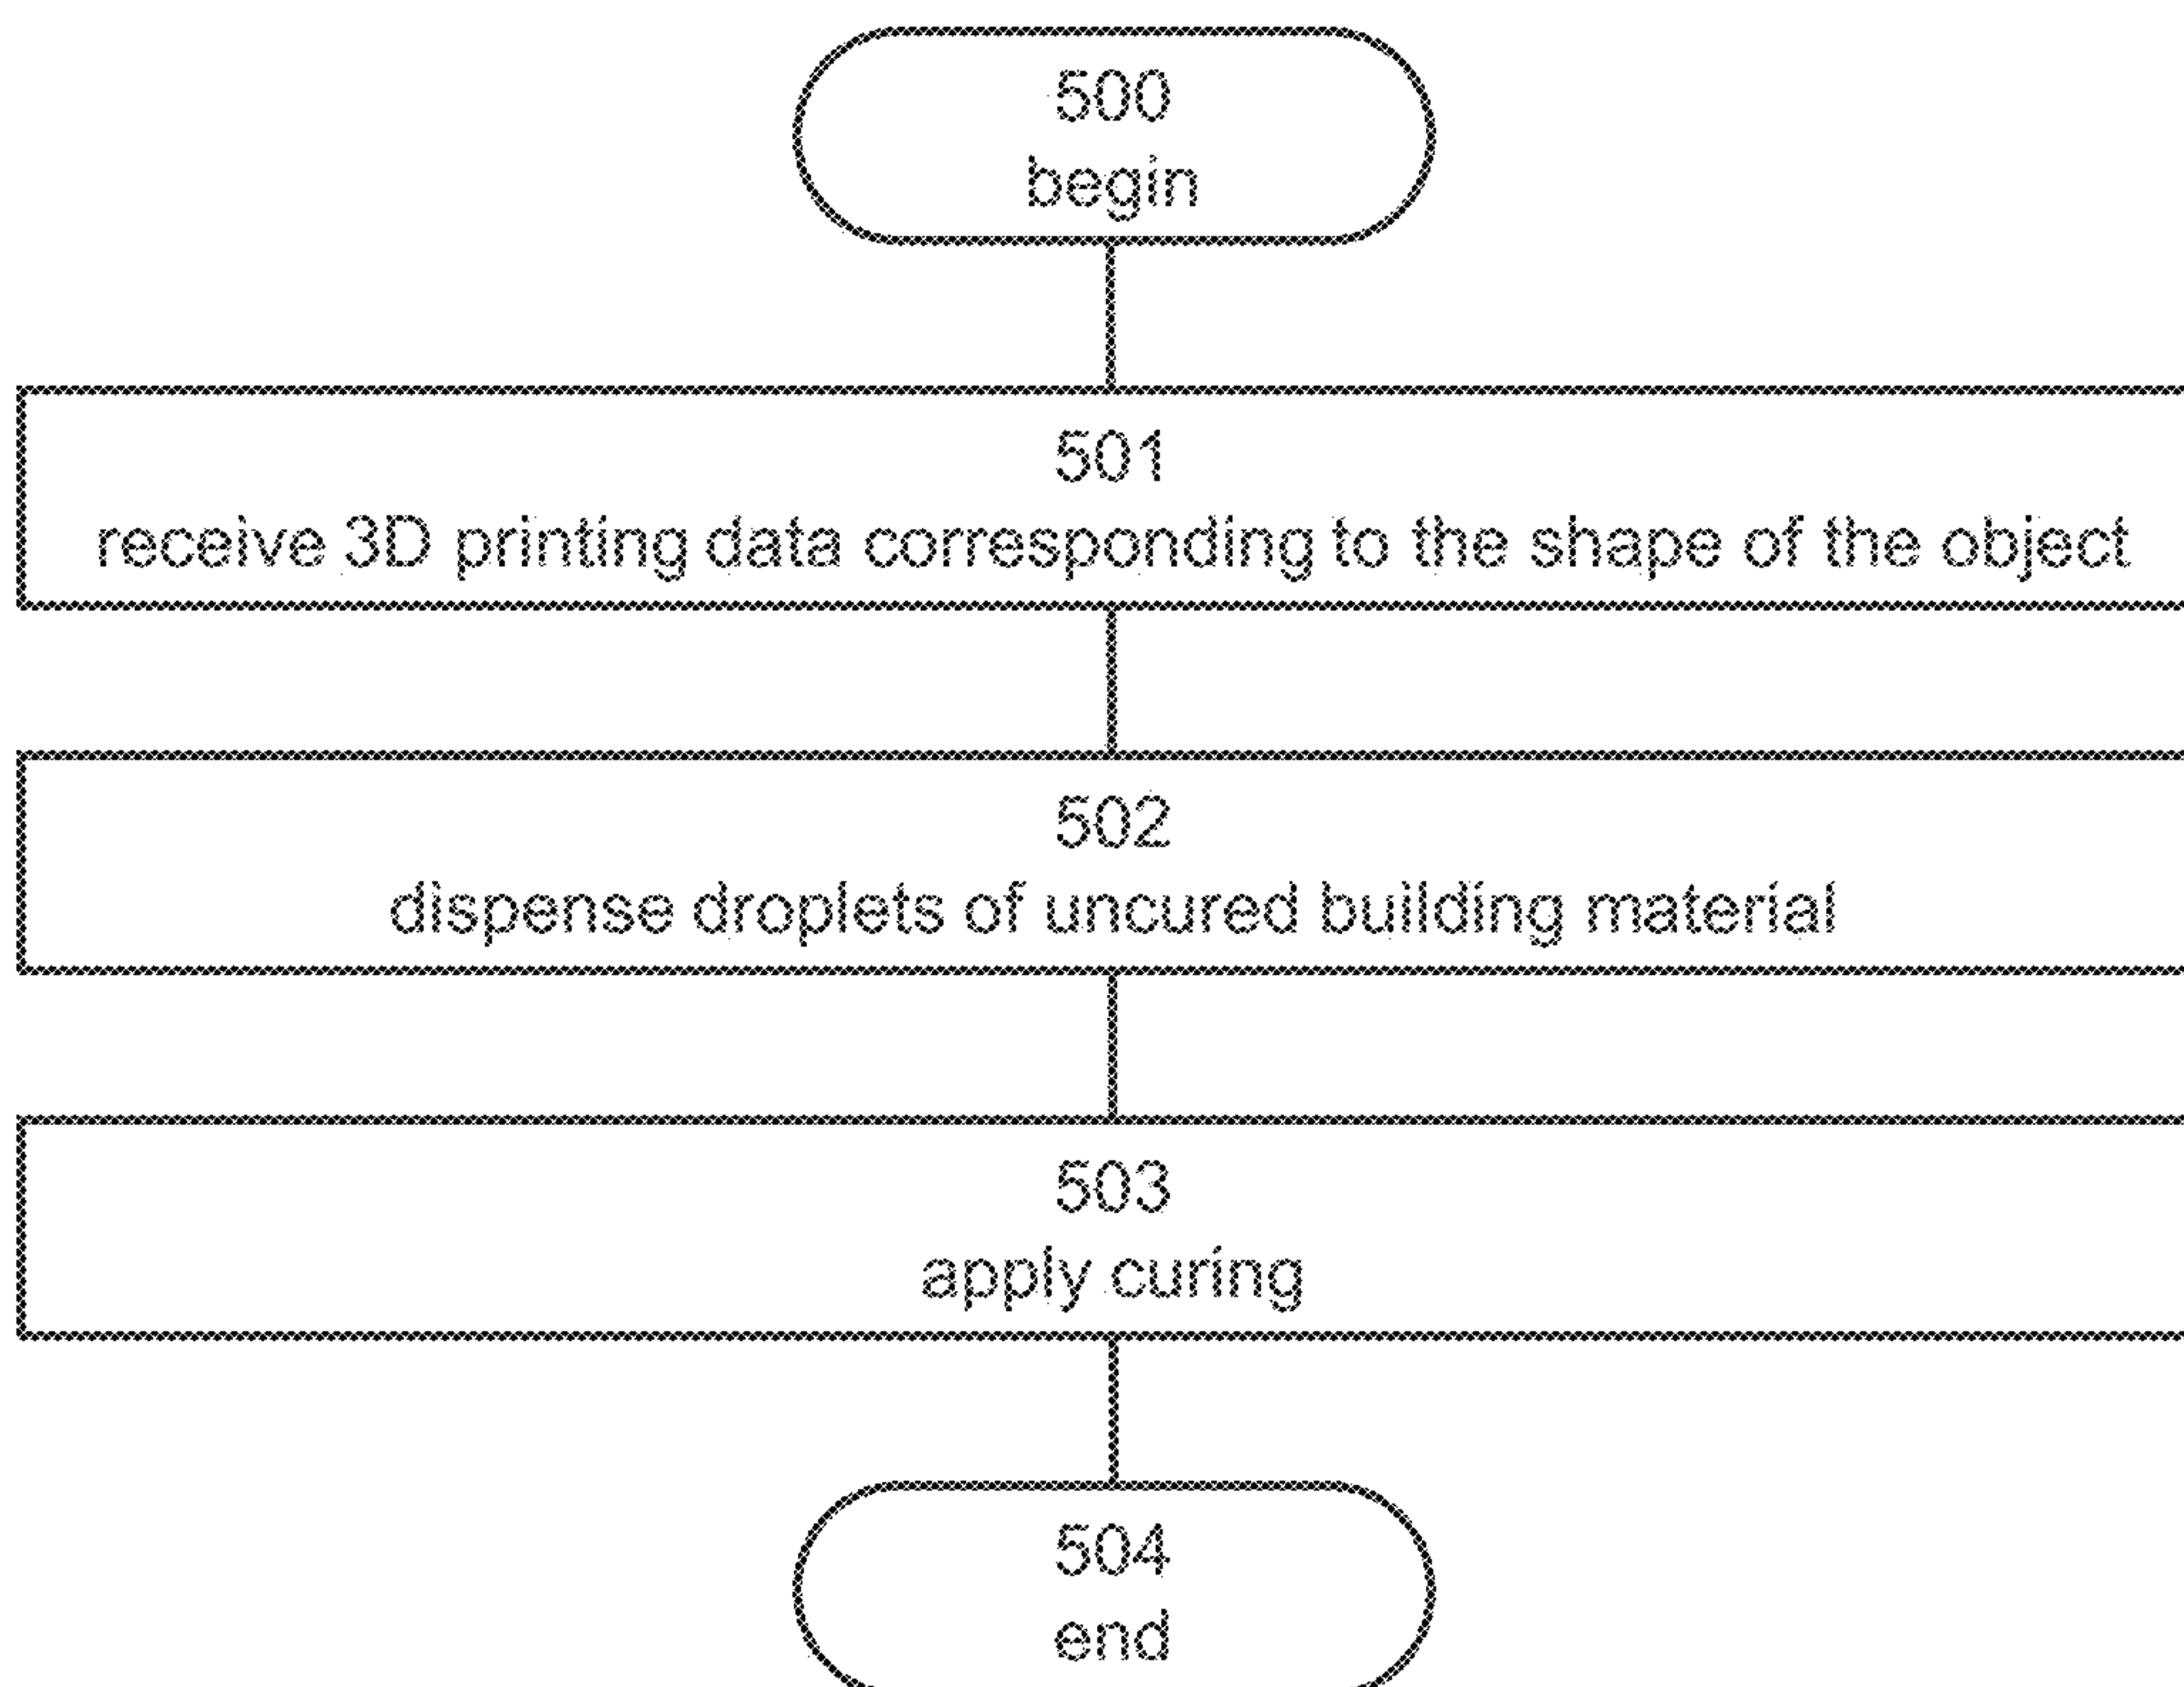 500
begin
501
receive 3D printing data corresponding to the shape of the object
502
dispense droplets of uncured building material
503
apply curing
504
end